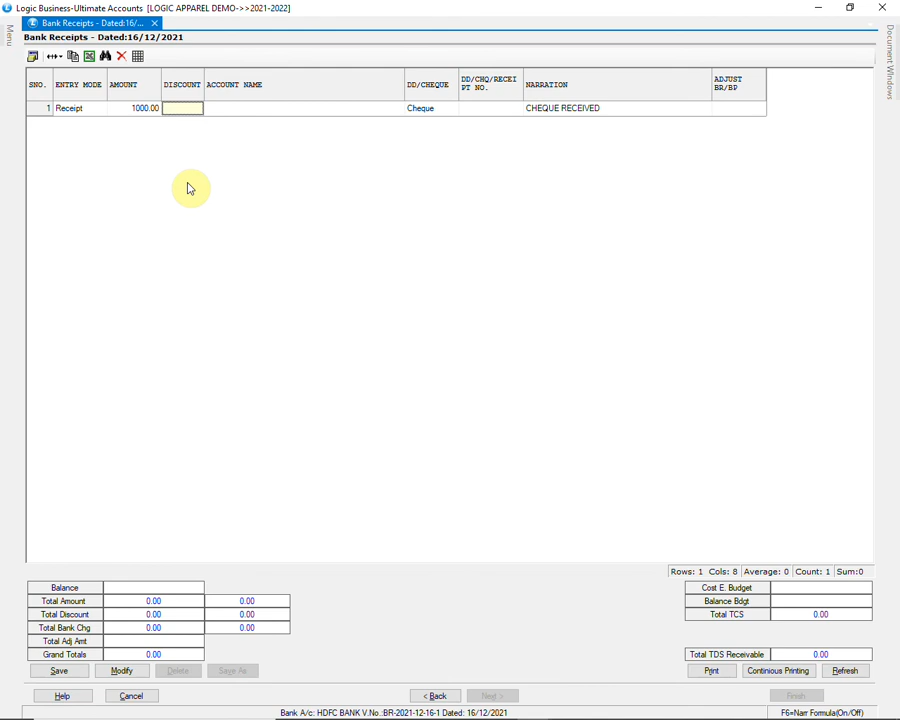 Logic Business-Ultimate Accounts [LOGIC APPAREL DEMO->>2021-2022]
Menu
Bank Receipts - Dated:16/...
Document Windows
Bank Receipts - Dated:16/12/2021
SNO. ENTRY MODE AMOUNT DISCOUNT ACCOUNT NAME DD/CHEQUE DD/CHQ/RECEI PT NO. NARRATION ADJUST BR/BP
1 Receipt 1000.00 Cheque CHEQUE RECEIVED
Rows: 1 Cols: 8 Average: 0 Count: 1 Sum:0
Balance Cost E. Budget
Total Amount 0.00 0.00 Balance Bdgt
Total Discount 0.00 0.00 Total TCS 0.00
Total Bank Chg 0.00 0.00
Total Adj Amt
Grand Totals 0.00 Total TDS Receivable 0.00
Save Modify Delete Save As Print Continious Printing Refresh
Help Cancel < Back Next > Finish
Bank A/c: HDFC BANK V.No.:BR-2021-12-16-1 Dated: 16/12/2021 F6=Narr Formula(On/Off)